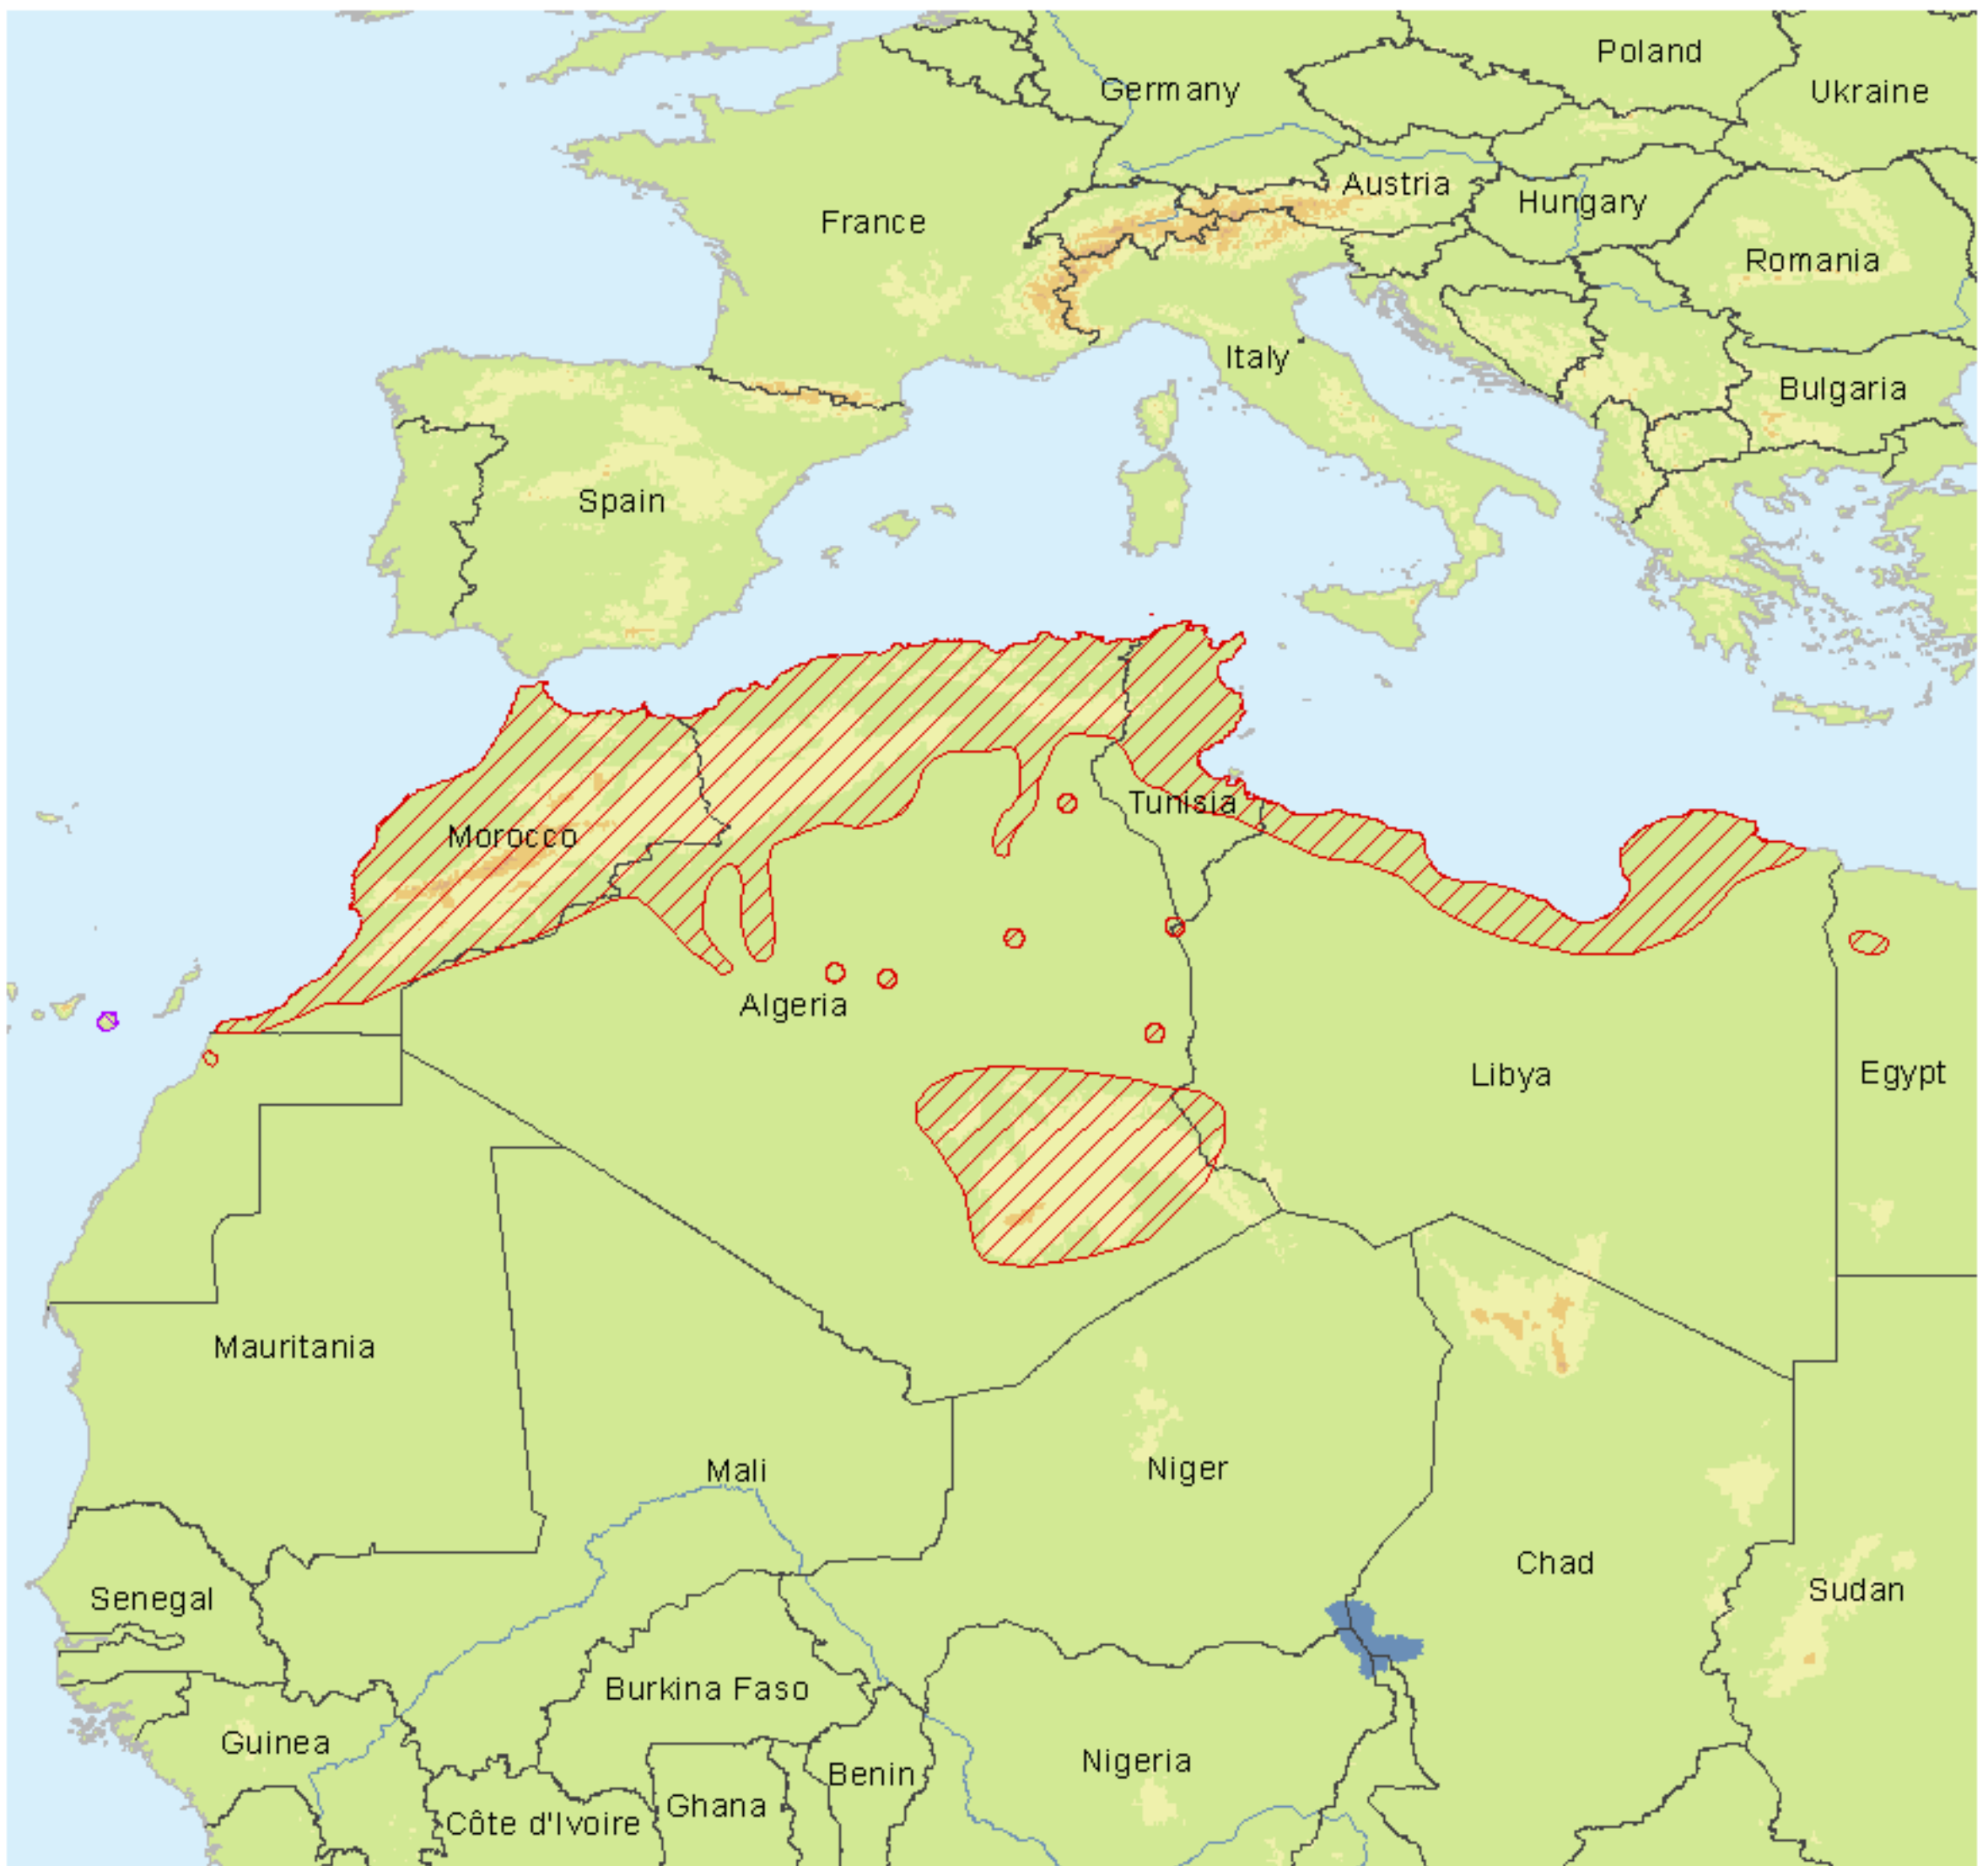 Poland
Germany
Ukraine
Austria
Hungary
France
Romania
Italy
Bulgaria
Spain
Tunisia
Morocco
Algeria
Libya
Egypt
Mauritania
Mali
Niger
Chad
Senegal
Sudan
Burkina Faso
Guinea
Nigeria
Benin
Ghana
Côte d'Ivoire